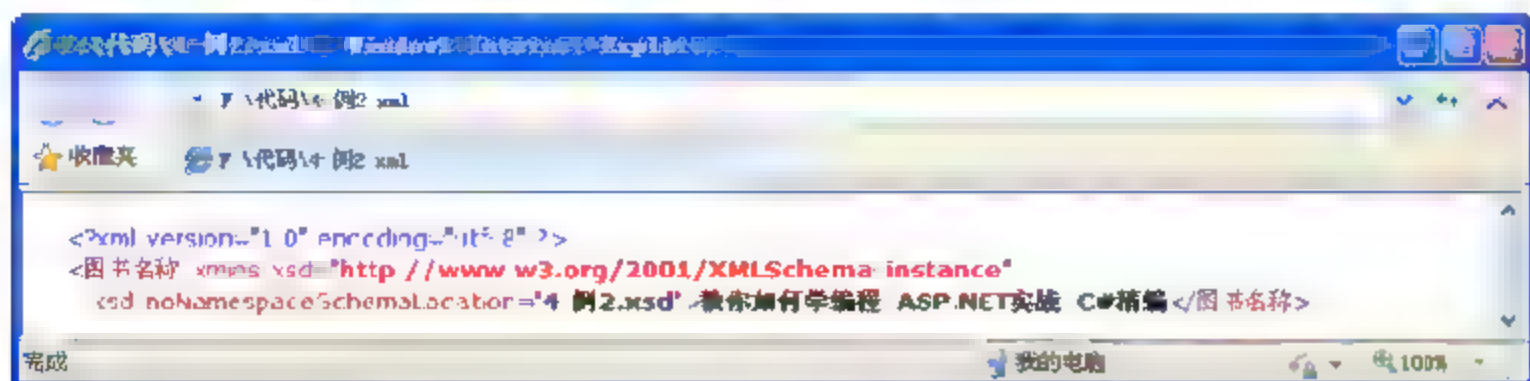 F:\代码\4-例2.xml
收藏夹 F:\代码\4-例2.xml
<?xml version="1.0" encoding="utf-8" ?>
<图书名称 xmlns:xsd="http://www.w3.org/2001/XMLSchema-instance"
xsd:noNamespaceSchemaLocation="4-例2.xsd">教你如何学编程 ASP.NET实战 C#精编</图书名称>
完成 我的电脑 100%